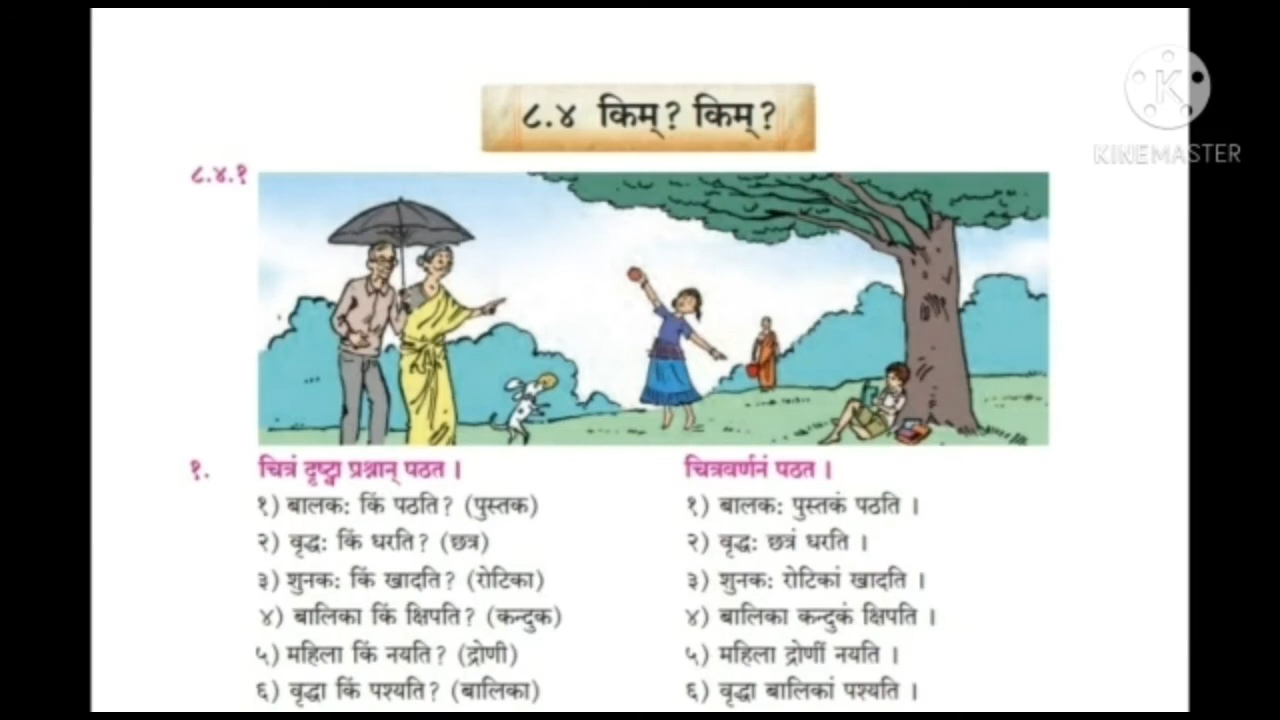 ८.४ किम्? किम्?
K
KINEMASTER
८.४.१
१. चित्रं दृष्ट्वा प्रश्नान् पठत । चित्रवर्णनं पठत ।
१) बालकः किं पठति? (पुस्तक) १) बालकः पुस्तकं पठति ।
२) वृद्धः किं धरति? (छत्र) २) वृद्धः छत्रं धरति ।
३) शुनकः किं खादति? (रोटिका) ३) शुनकः रोटिकां खादति ।
४) बालिका किं क्षिपति? (कन्दुक) ४) बालिका कन्दुकं क्षिपति ।
५) महिला किं नयति? (द्रोणी) ५) महिला द्रोणीं नयति ।
६) वृद्धा किं पश्यति? (बालिका) ६) वृद्धा बालिकां पश्यति ।